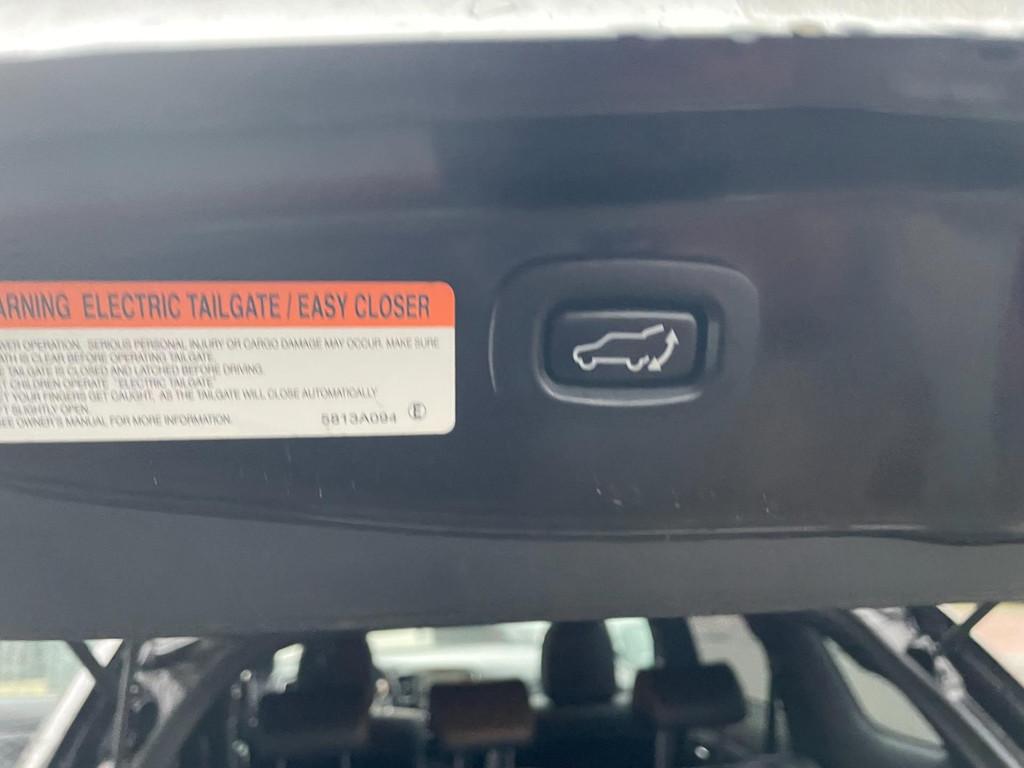 ARNING ELECTRIC TAILGATE / EASY CLOSER
VER OPERATION. SERIOUS PERSONAL INJURY OR CARGO DAMAGE MAY OCCUR. MAKE SURE
ATH IS CLEAR BEFORE OPERATING TAILGATE.
TAILGATE IS CLOSED AND LATCHED BEFORE DRIVING.
T CHILDREN OPERATE "ELECTRIC TAILGATE"
T YOUR FINGERS GET CAUGHT, AS THE TAILGATE WILL CLOSE AUTOMATICALLY
T SLIGHTLY OPEN.
SEE OWNER'S MANUAL FOR MORE INFORMATION.
5813A094 Ⓔ